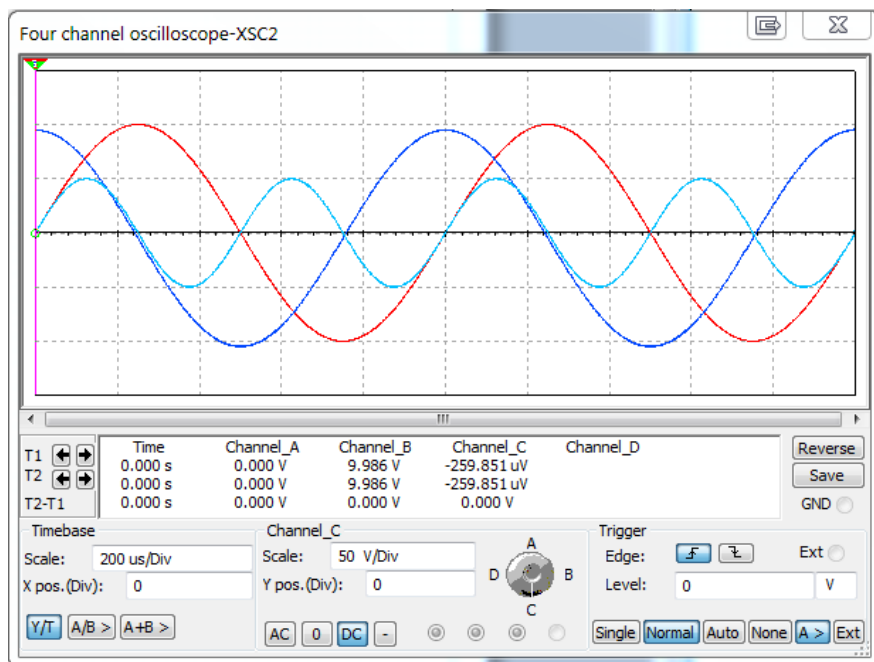 Four channel oscilloscope-XSC2
Time Channel_A Channel_B Channel_C Channel_D
T1 0.000 s 0.000 V 9.986 V -259.851 uV
T2 0.000 s 0.000 V 9.986 V -259.851 uV
T2-T1 0.000 s 0.000 V 0.000 V 0.000 V
Reverse
Save
GND
Timebase
Scale: 200 us/Div
X pos.(Div): 0
Y/T A/B > A+B >
Channel_C
Scale: 50 V/Div
Y pos.(Div): 0
AC 0 DC -
A
D B
C
Trigger
Edge: Ext
Level: 0 V
Single Normal Auto None A > Ext